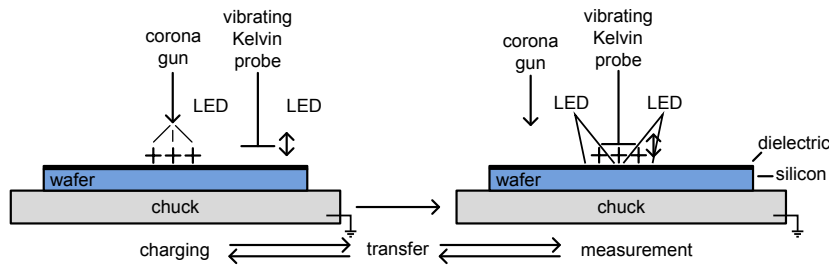 corona
gun
vibrating
Kelvin
probe
LED
LED
wafer
chuck
corona
gun
vibrating
Kelvin
probe
LED
LED
dielectric
silicon
wafer
chuck
charging
transfer
measurement